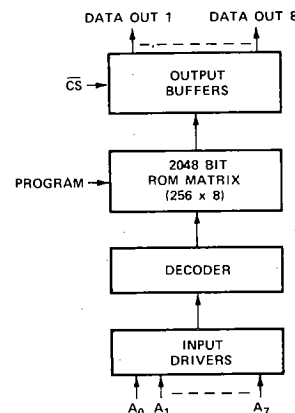 DATA OUT 1 DATA OUT 8
CS
OUTPUT
BUFFERS
PROGRAM
2048 BIT
ROM MATRIX
(256 x 8)
DECODER
INPUT
DRIVERS
A0 A1 A7